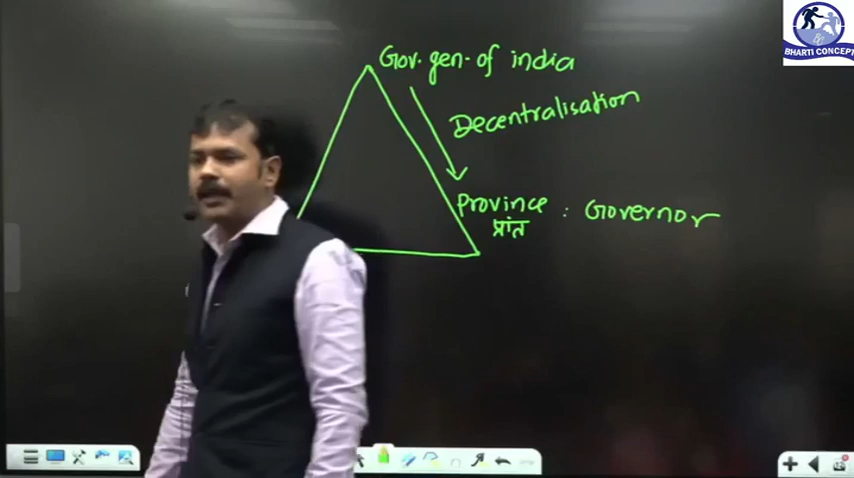 BHARTI CONCEPT
Gov. gen. of india
Decentralisation
Province : Governor
प्रांत